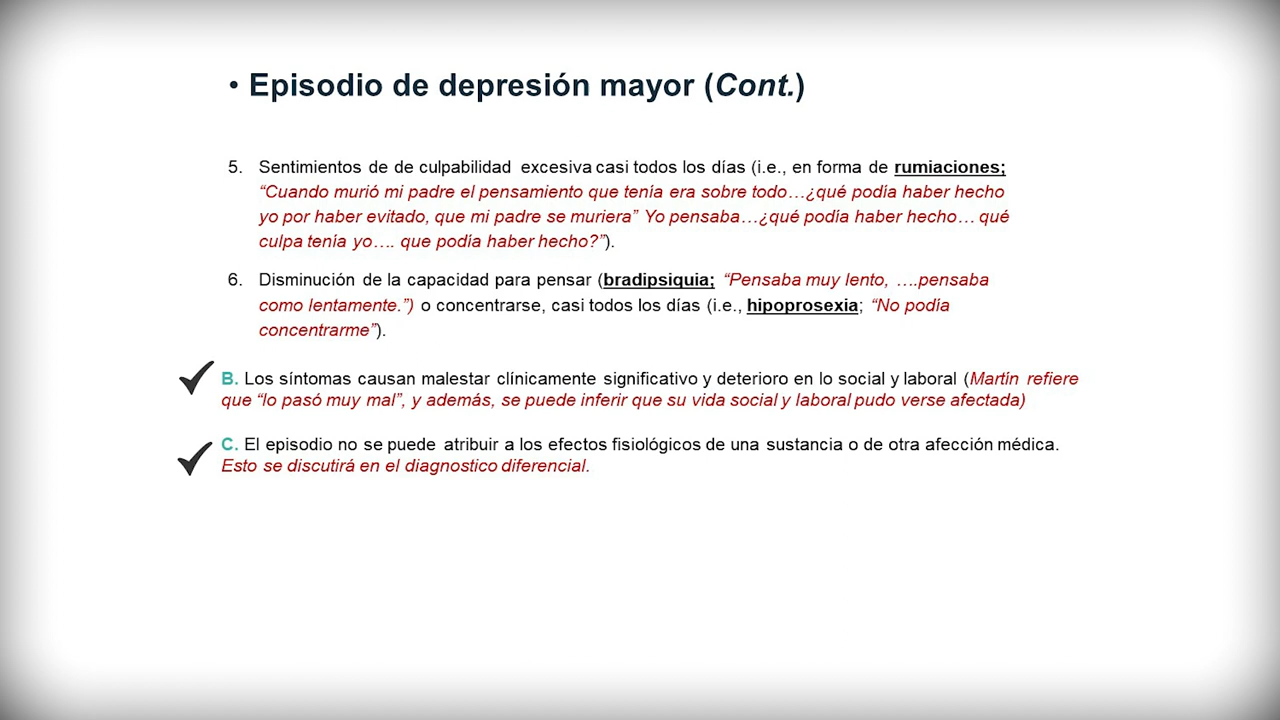 • Episodio de depresión mayor (Cont.)
5. Sentimientos de de culpabilidad excesiva casi todos los días (i.e., en forma de rumiaciones;
“Cuando murió mi padre el pensamiento que tenía era sobre todo…¿qué podía haber hecho
yo por haber evitado, que mi padre se muriera” Yo pensaba…¿qué podía haber hecho… qué
culpa tenía yo…. que podía haber hecho?”).
6. Disminución de la capacidad para pensar (bradipsiquia; “Pensaba muy lento, ….pensaba
como lentamente.”) o concentrarse, casi todos los días (i.e., hipoprosexia; “No podía
concentrarme”).
B. Los síntomas causan malestar clínicamente significativo y deterioro en lo social y laboral (Martín refiere
que “lo pasó muy mal”, y además, se puede inferir que su vida social y laboral pudo verse afectada)
C. El episodio no se puede atribuir a los efectos fisiológicos de una sustancia o de otra afección médica.
Esto se discutirá en el diagnostico diferencial.